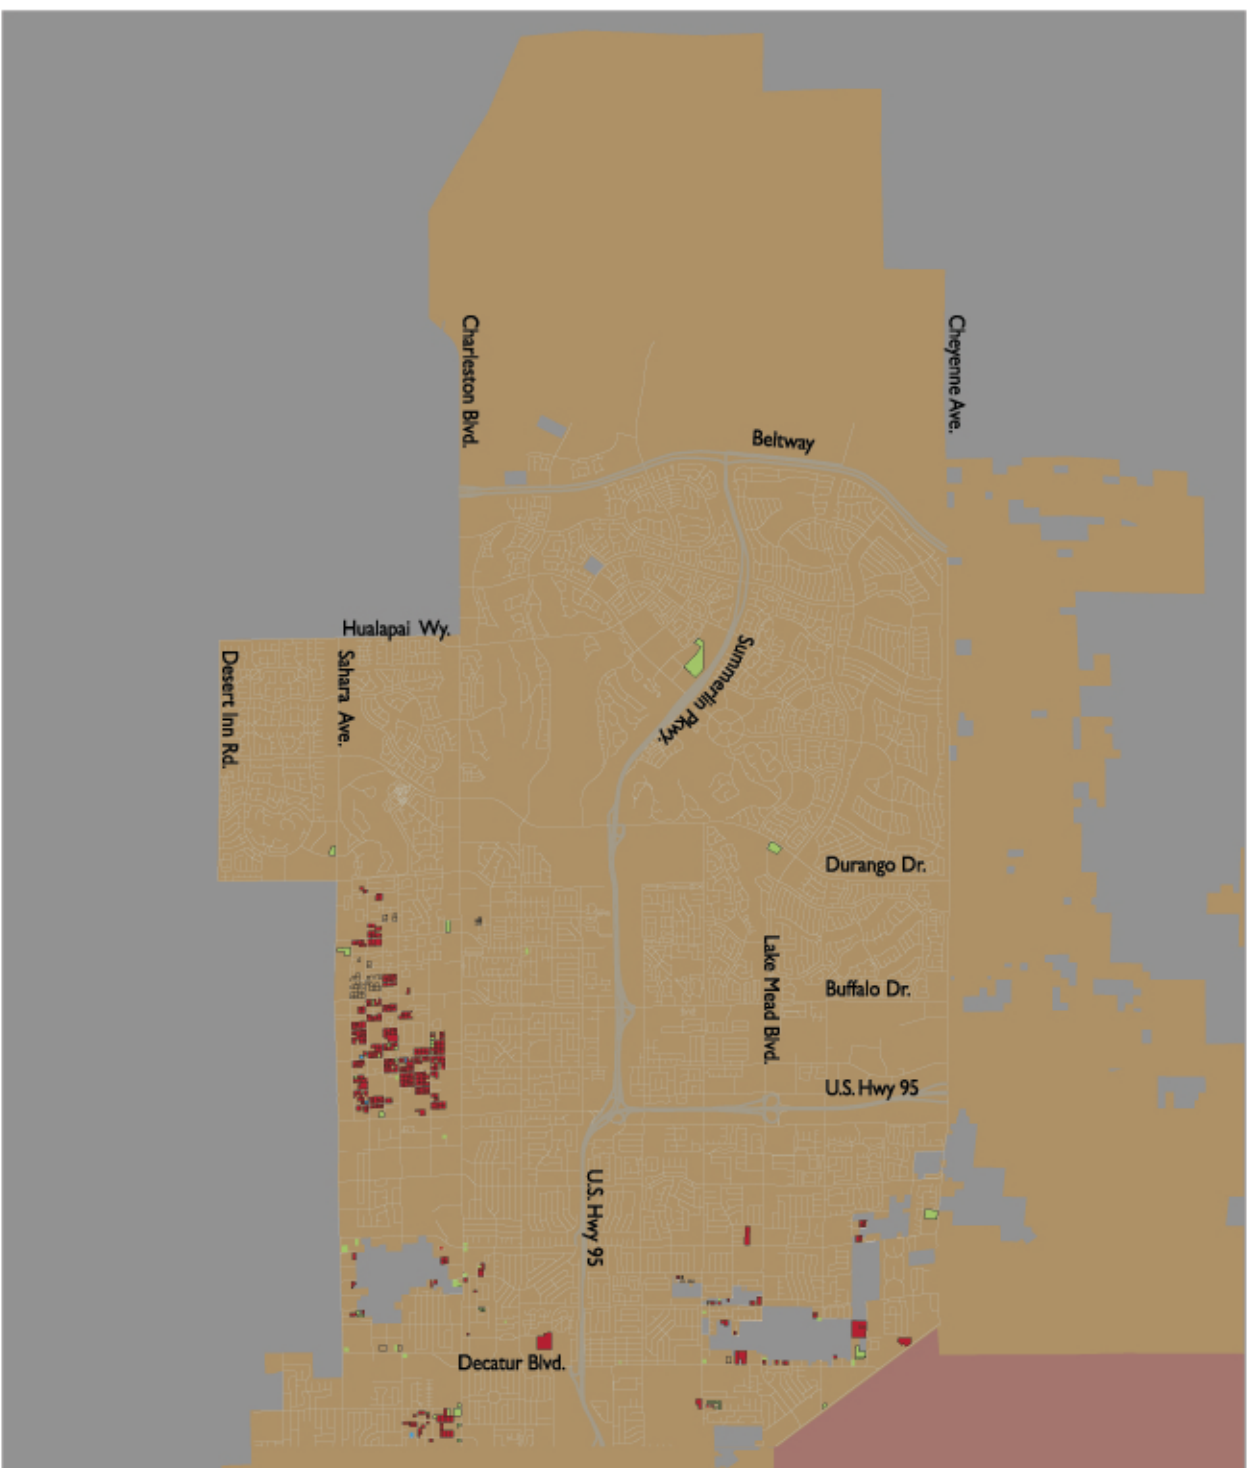 Charleston Blvd.
Cheyenne Ave.
Beltway
Hualapai Wy.
Desert Inn Rd.
Sahara Ave.
Summerlin Pkwy.
Durango Dr.
Lake Mead Blvd.
Buffalo Dr.
U.S. Hwy 95
U.S. Hwy 95
Decatur Blvd.